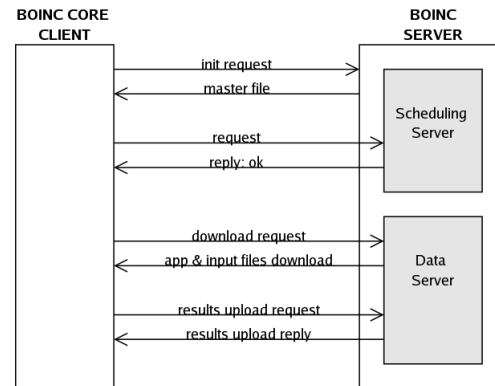 BOINC CORE
CLIENT
BOINC
SERVER
init request
master file
request
reply: ok
Scheduling
Server
download request
app & input files download
results upload request
results upload reply
Data
Server